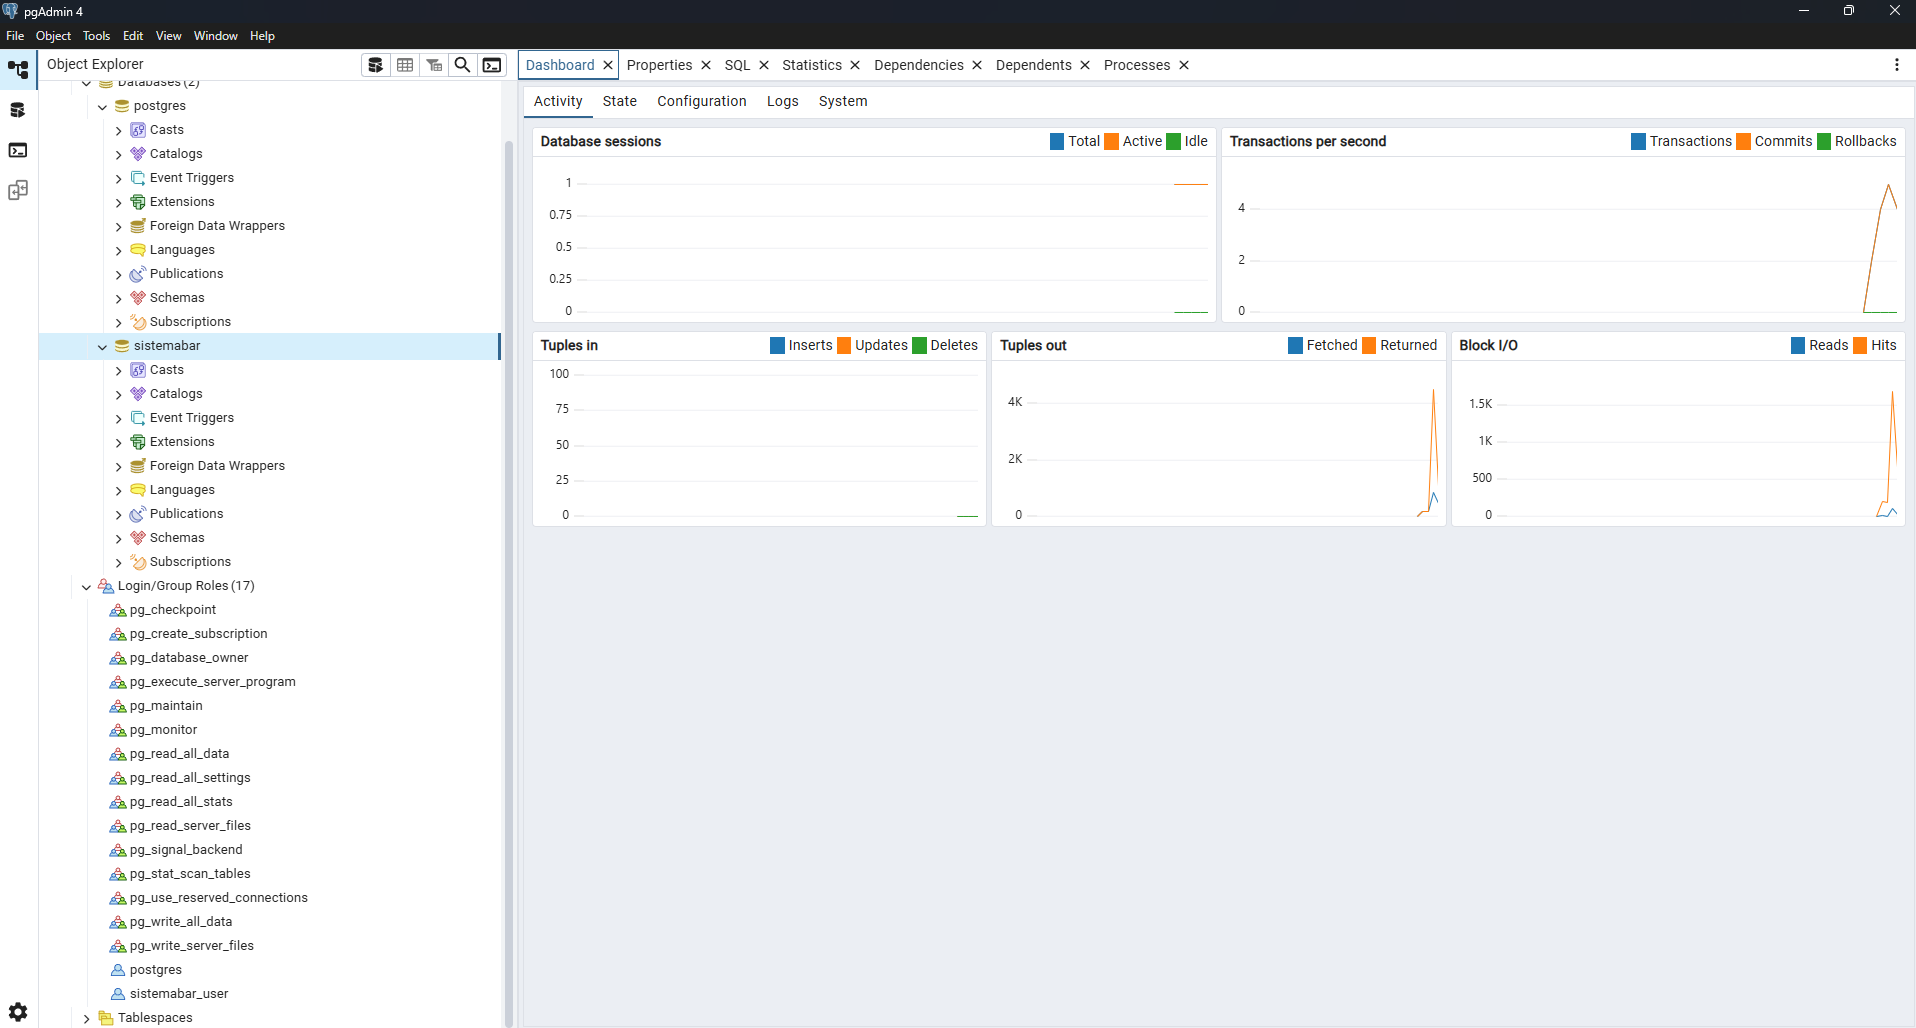 pgAdmin 4
File Object Tools Edit View Window Help
Object Explorer
Databases (2)
postgres
Casts
Catalogs
Event Triggers
Extensions
Foreign Data Wrappers
Languages
Publications
Schemas
Subscriptions
sistemabar
Casts
Catalogs
Event Triggers
Extensions
Foreign Data Wrappers
Languages
Publications
Schemas
Subscriptions
Login/Group Roles (17)
pg_checkpoint
pg_create_subscription
pg_database_owner
pg_execute_server_program
pg_maintain
pg_monitor
pg_read_all_data
pg_read_all_settings
pg_read_all_stats
pg_read_server_files
pg_signal_backend
pg_stat_scan_tables
pg_use_reserved_connections
pg_write_all_data
pg_write_server_files
postgres
sistemabar_user
Tablespaces
Dashboard Properties SQL Statistics Dependencies Dependents Processes
Activity State Configuration Logs System
Database sessions Total Active Idle
1
0.75
0.5
0.25
0
Transactions per second Transactions Commits Rollbacks
4
2
0
Tuples in Inserts Updates Deletes
100
75
50
25
0
Tuples out Fetched Returned
4K
2K
0
Block I/O Reads Hits
1.5K
1K
500
0